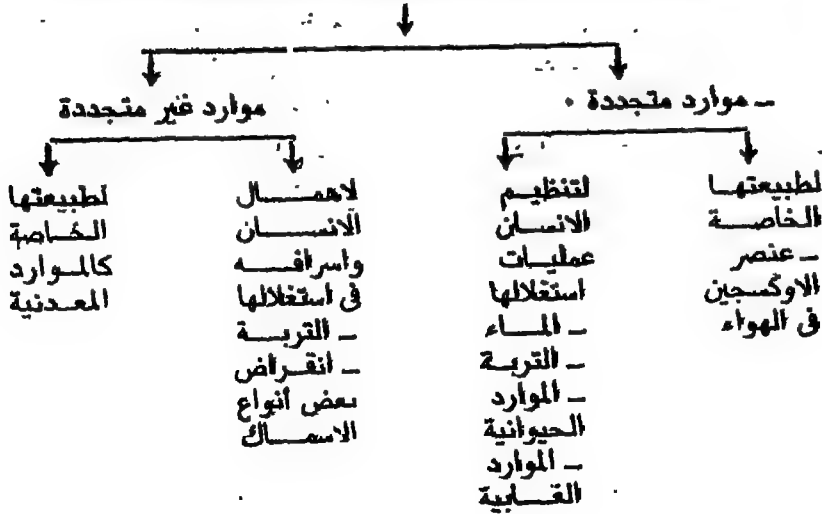 ـ موارد متجددة ٠
موارد غير متجددة
لطبيعتها
الخاصة
ـ عنصر
الاوكسجين
فى الهواء
لتنظيم
الانسان
عمليات
استغلالها
ـ الماء
ـ التربة
ـ الموارد
الحيوانية
ـ الموارد
الغابية
لاهمال
الانسان
واسرافه
فى استغلالها
ـ التربة
ـ انقراض
بعض أنواع
الاسماك
لطبيعتها
الخاصة
كالموارد
المعدنية